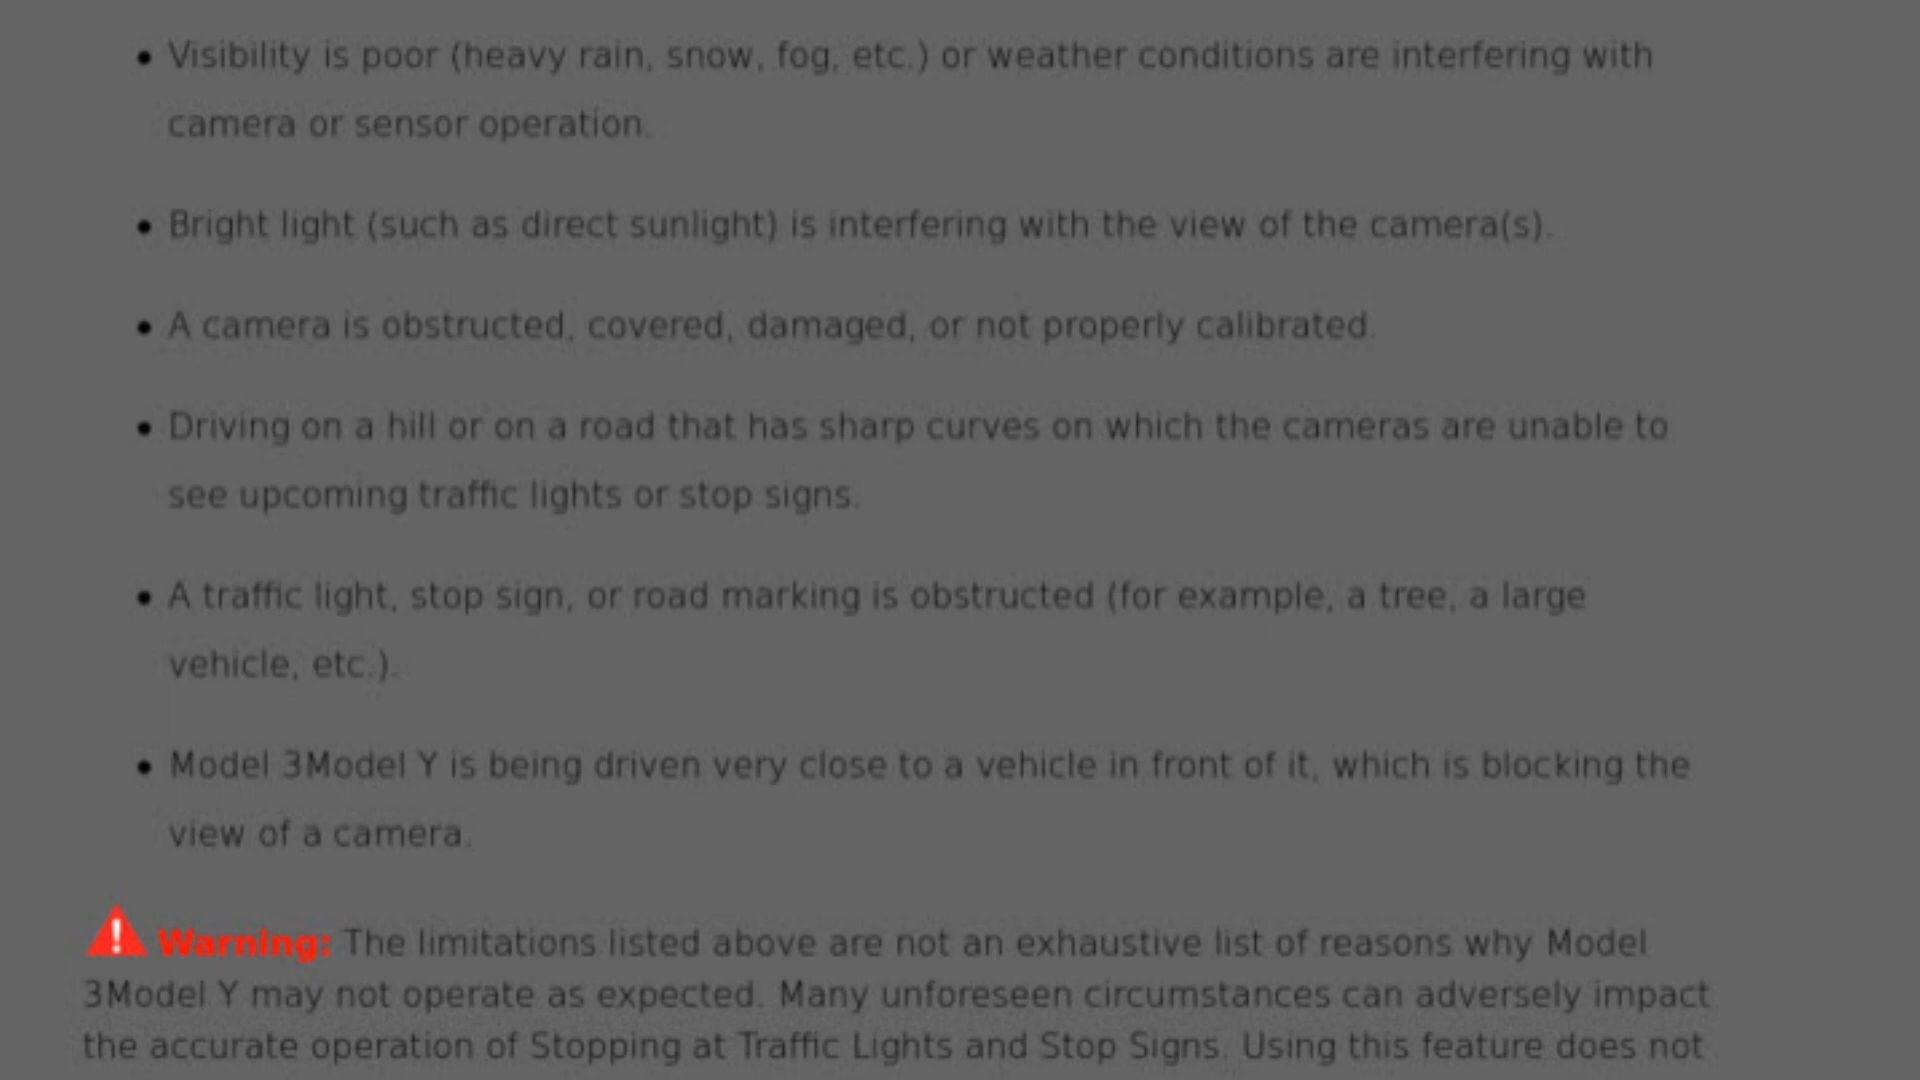 • Visibility is poor (heavy rain, snow, fog, etc.) or weather conditions are interfering with
camera or sensor operation.
• Bright light (such as direct sunlight) is interfering with the view of the camera(s).
• A camera is obstructed, covered, damaged, or not properly calibrated.
• Driving on a hill or on a road that has sharp curves on which the cameras are unable to
see upcoming traffic lights or stop signs.
• A traffic light, stop sign, or road marking is obstructed (for example, a tree, a large
vehicle, etc.).
• Model 3Model Y is being driven very close to a vehicle in front of it, which is blocking the
view of a camera.
Warning: The limitations listed above are not an exhaustive list of reasons why Model
3Model Y may not operate as expected. Many unforeseen circumstances can adversely impact
the accurate operation of Stopping at Traffic Lights and Stop Signs. Using this feature does not